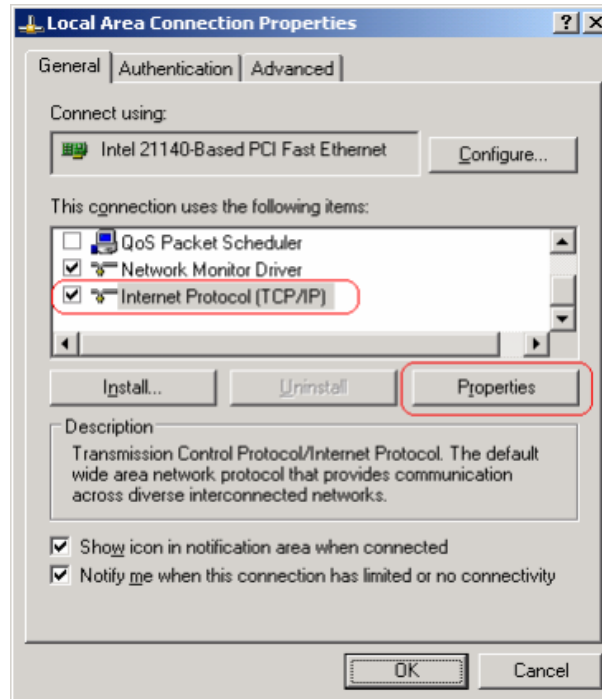 Local Area Connection Properties
General Authentication Advanced
Connect using:
Intel 21140-Based PCI Fast Ethernet
Configure...
This connection uses the following items:
QoS Packet Scheduler
Network Monitor Driver
Internet Protocol (TCP/IP)
Install... Uninstall Properties
Description
Transmission Control Protocol/Internet Protocol. The default
wide area network protocol that provides communication
across diverse interconnected networks.
Show icon in notification area when connected
Notify me when this connection has limited or no connectivity
OK Cancel